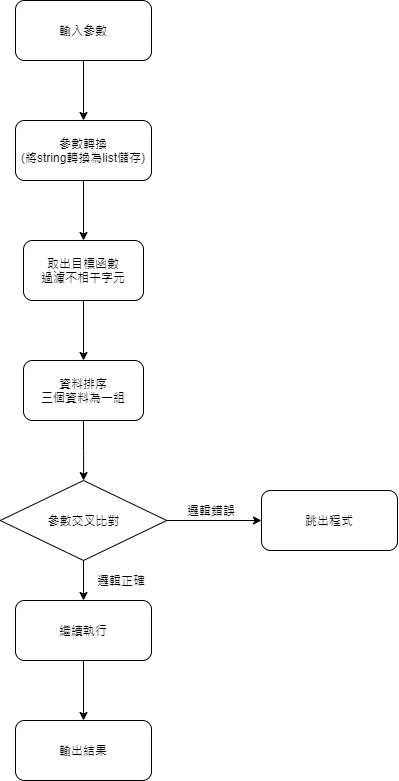 輸入參數
參數轉換
(將string轉換為list儲存)
取出目標函數
過濾不相干字元
資料排序
三個資料為一組
參數交叉比對
邏輯錯誤
跳出程式
邏輯正確
繼續執行
輸出結果